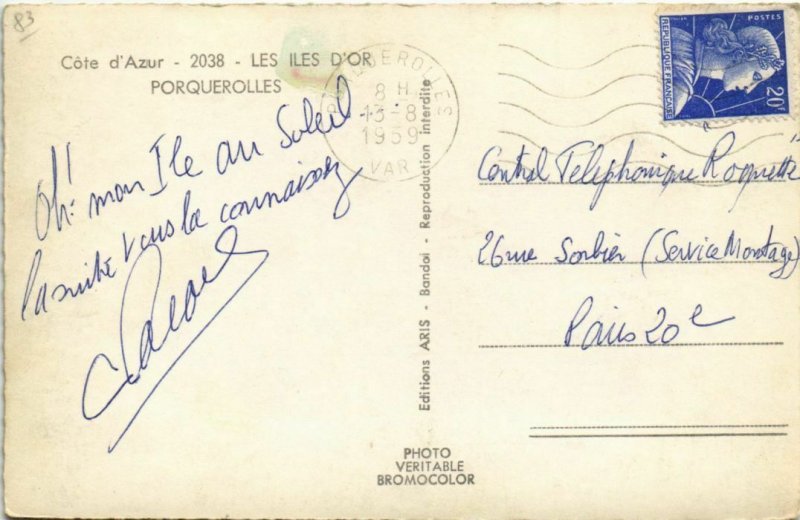 83
Côte d'Azur - 2038 - LES ILES D'OR
PORQUEROLLES
PORQUEROLLES
8 H
13-8
1959
VAR
POSTES
REPUBLIQUE FRANÇAISE
20F
Oh! mon Ile au Soleil
la suite vous la connaissez
Editions ARIS - Bandol - Reproduction interdite
Central Téléphonique "Roquette"
26 rue Sorbier (Service Montage)
Paris 20e
PHOTO
VERITABLE
BROMOCOLOR